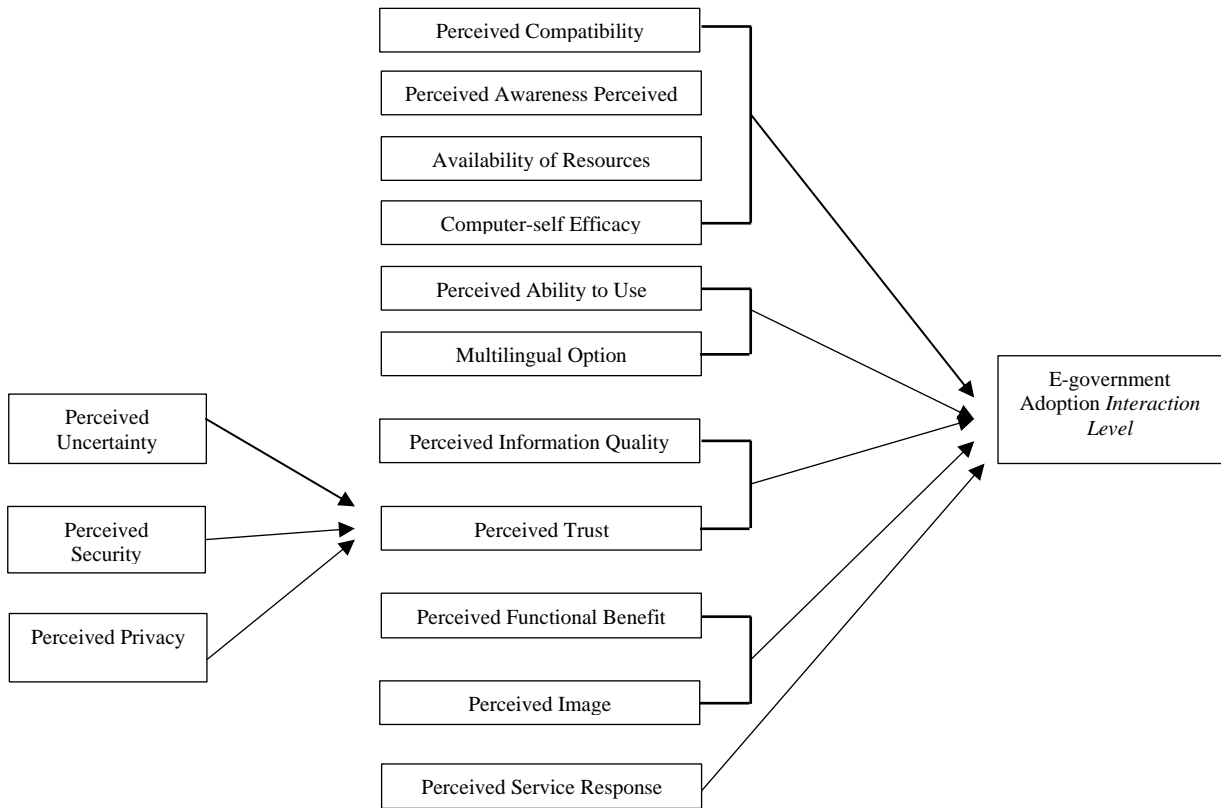 Perceived Compatibility
Perceived Awareness Perceived
Availability of Resources
Computer-self Efficacy
Perceived Ability to Use
Multilingual Option
Perceived Information Quality
Perceived Trust
Perceived Functional Benefit
Perceived Image
Perceived Service Response
Perceived
Uncertainty
Perceived
Security
Perceived Privacy
E-government
Adoption Interaction
Level